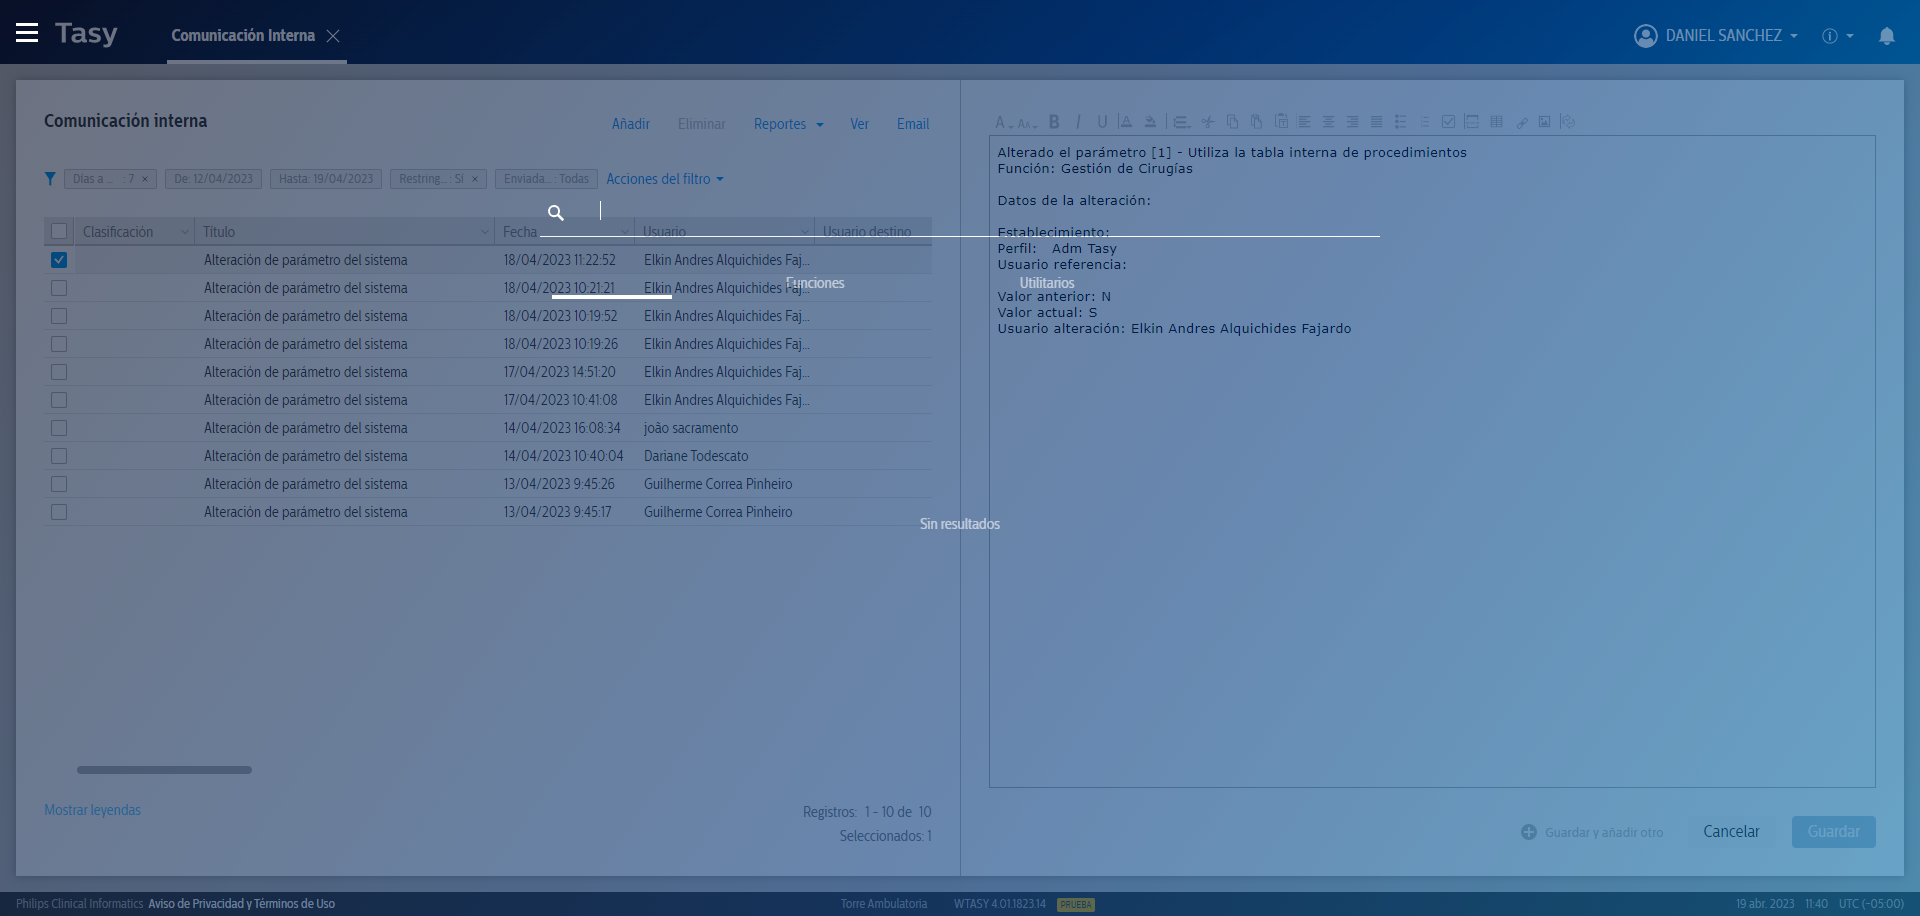 Tasy
Comunicación Interna
DANIEL SANCHEZ
Comunicación interna
Añadir Eliminar Reportes Ver Email
Días a ... : 7 × De: 12/04/2023 Hasta: 19/04/2023 Restring... : Sí × Enviada... : Todas Acciones del filtro
Clasificación Título Fecha Usuario Usuario destino
Alteración de parámetro del sistema 18/04/2023 11:22:52 Elkin Andres Alquichides Faj...
Alteración de parámetro del sistema 18/04/2023 10:21:21 Elkin Andres Alquichides Faj...
Alteración de parámetro del sistema 18/04/2023 10:19:52 Elkin Andres Alquichides Faj...
Alteración de parámetro del sistema 18/04/2023 10:19:26 Elkin Andres Alquichides Faj...
Alteración de parámetro del sistema 17/04/2023 14:51:20 Elkin Andres Alquichides Faj...
Alteración de parámetro del sistema 17/04/2023 10:41:08 Elkin Andres Alquichides Faj...
Alteración de parámetro del sistema 14/04/2023 16:08:34 joão sacramento
Alteración de parámetro del sistema 14/04/2023 10:40:04 Dariane Todescato
Alteración de parámetro del sistema 13/04/2023 9:45:26 Guilherme Correa Pinheiro
Alteración de parámetro del sistema 13/04/2023 9:45:17 Guilherme Correa Pinheiro
Funciones Utilitarios
Sin resultados
Mostrar leyendas
Registros: 1 - 10 de 10
Seleccionados: 1
Alterado el parámetro [1] - Utiliza la tabla interna de procedimientos
Función: Gestión de Cirugías
Datos de la alteración:
Establecimiento:
Perfil: Adm Tasy
Usuario referencia:
Valor anterior: N
Valor actual: S
Usuario alteración: Elkin Andres Alquichides Fajardo
Guardar y añadir otro Cancelar Guardar
Philips Clinical Informatics Aviso de Privacidad y Términos de Uso Torre Ambulatoria WTASY 4.01.1823.14 PRUEBA 19 abr. 2023 11:40 UTC (-05:00)